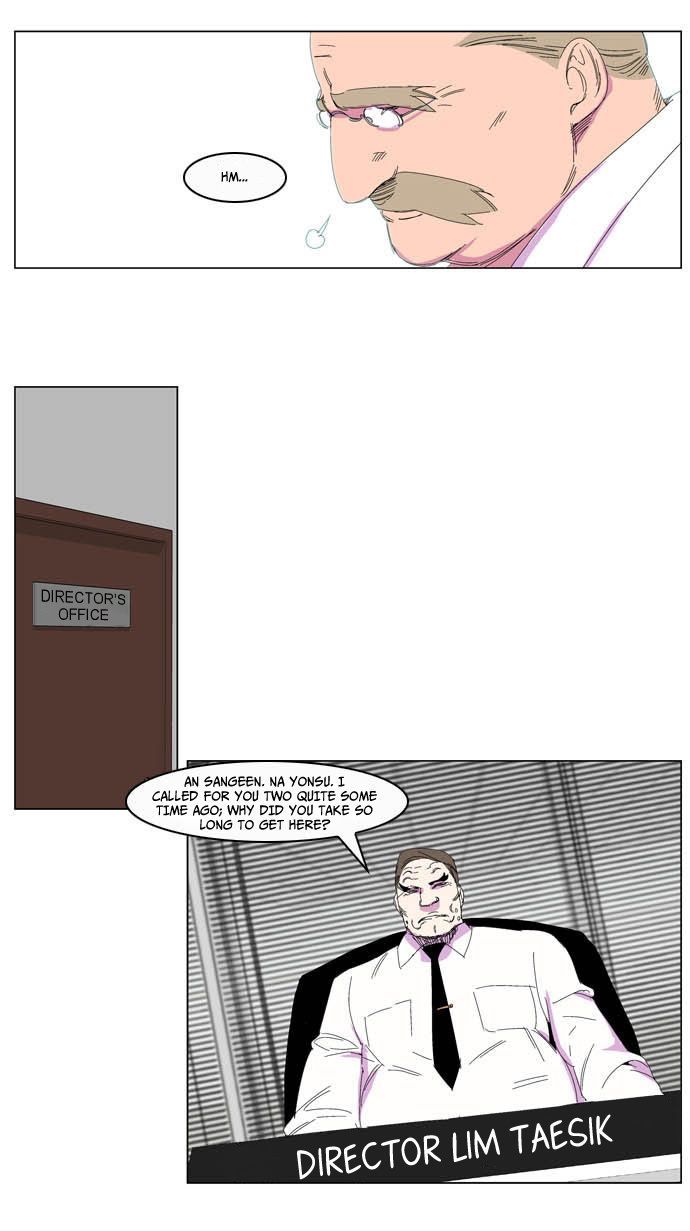 HM...
DIRECTOR'S
OFFICE
AN SANGEEN. NA YONSU. I
CALLED FOR YOU TWO QUITE SOME
TIME AGO; WHY DID YOU TAKE SO
LONG TO GET HERE?
DIRECTOR LIM TAESIK